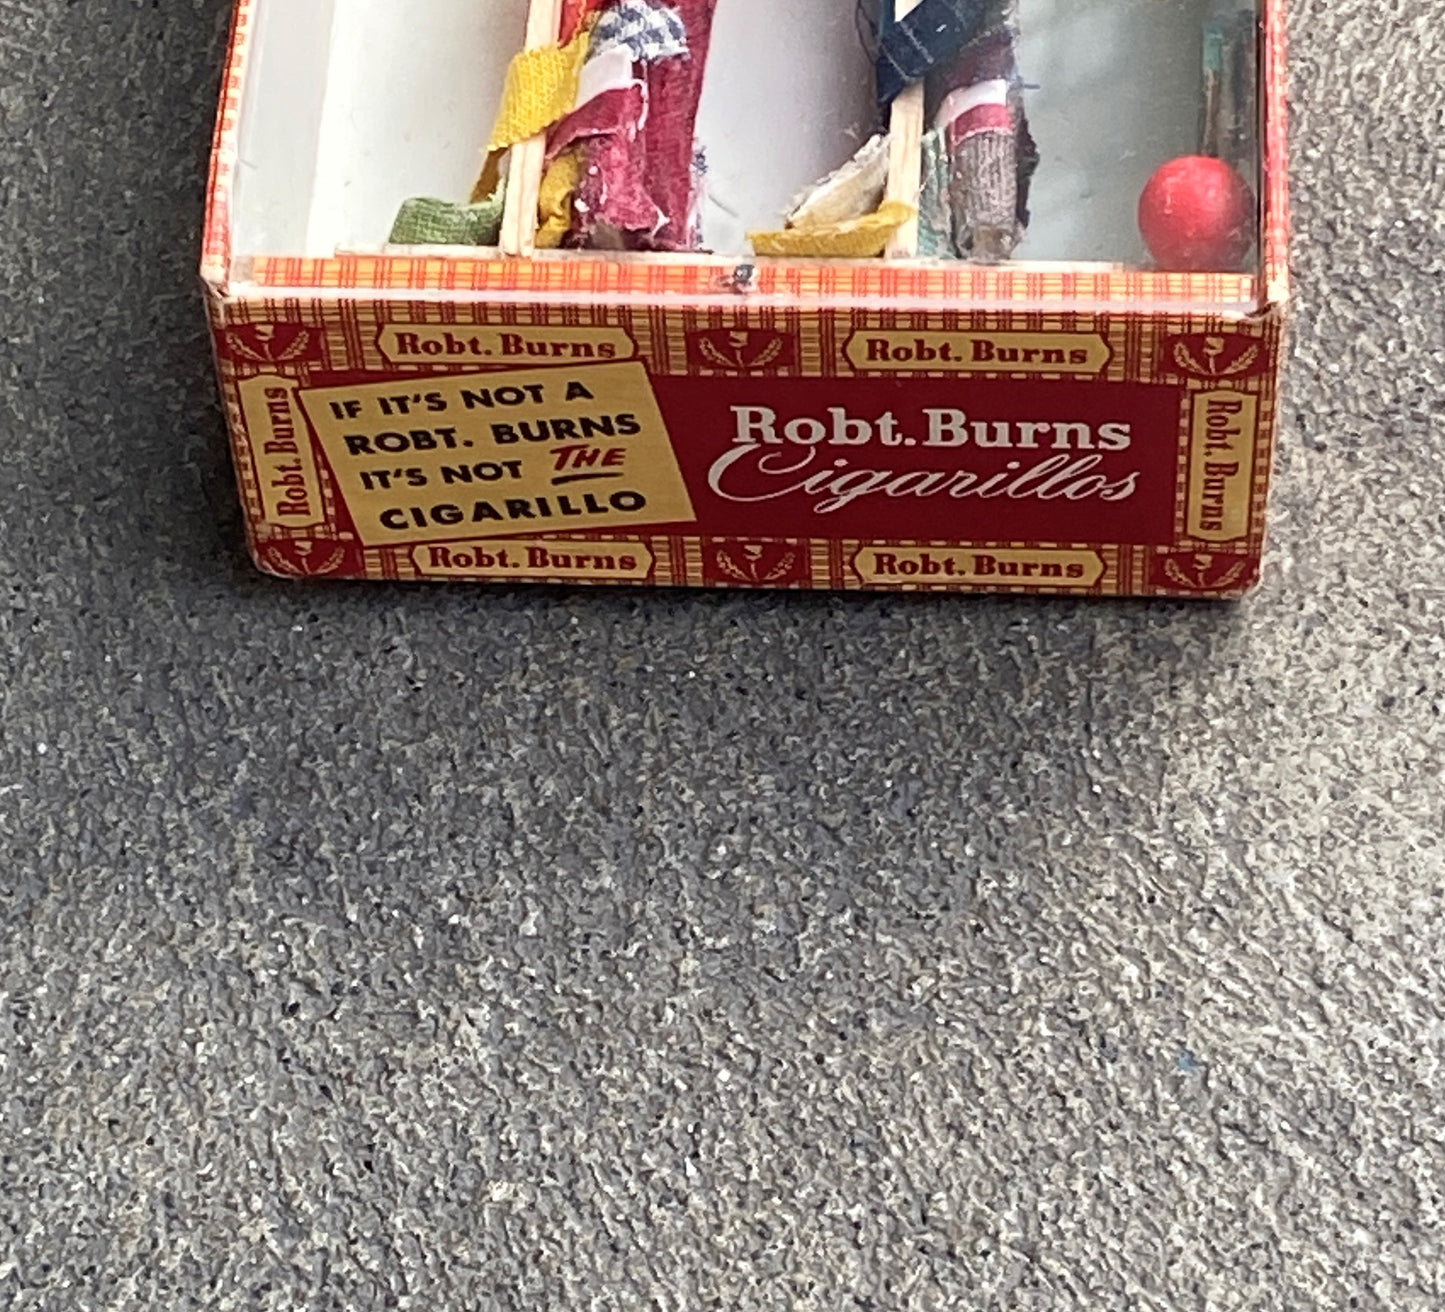 Robt. Burns
Robt. Burns
IF IT'S NOT A
ROBT. BURNS
IT'S NOT THE
CIGARILLO
Robt. Burns
Cigarillos
Robt. Burns
Robt. Burns
Robt. Burns
Robt. Burns